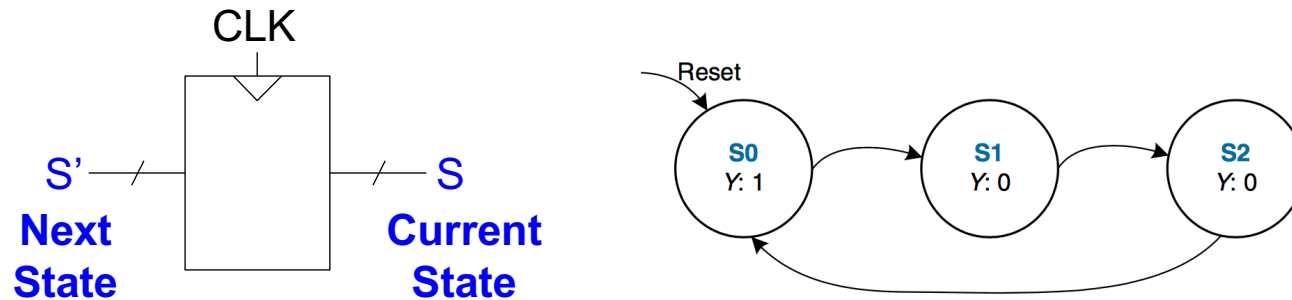 CLK
S’
S
Next
State
Current
State
Reset
S0
Y: 1
S1
Y: 0
S2
Y: 0